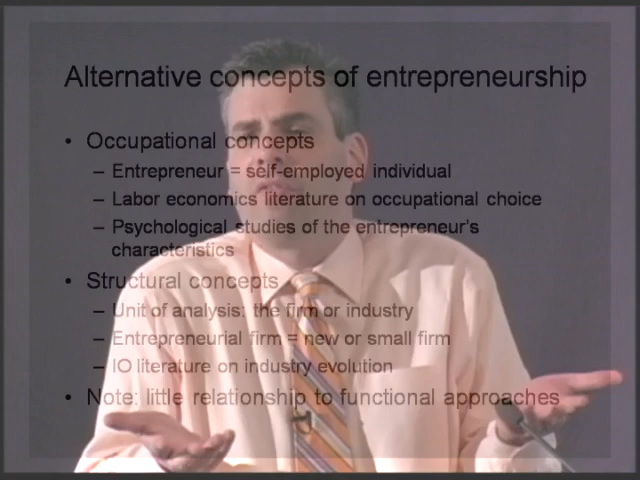 Alternative concepts of entrepreneurship
• Occupational concepts
– Entrepreneur = self-employed individual
– Labor economics literature on occupational choice
– Psychological studies of the entrepreneur's
characteristics
• Structural concepts
– Unit of analysis: the firm or industry
– Entrepreneurial firm = new or small firm
– IO literature on industry evolution
• Note: little relationship to functional approaches